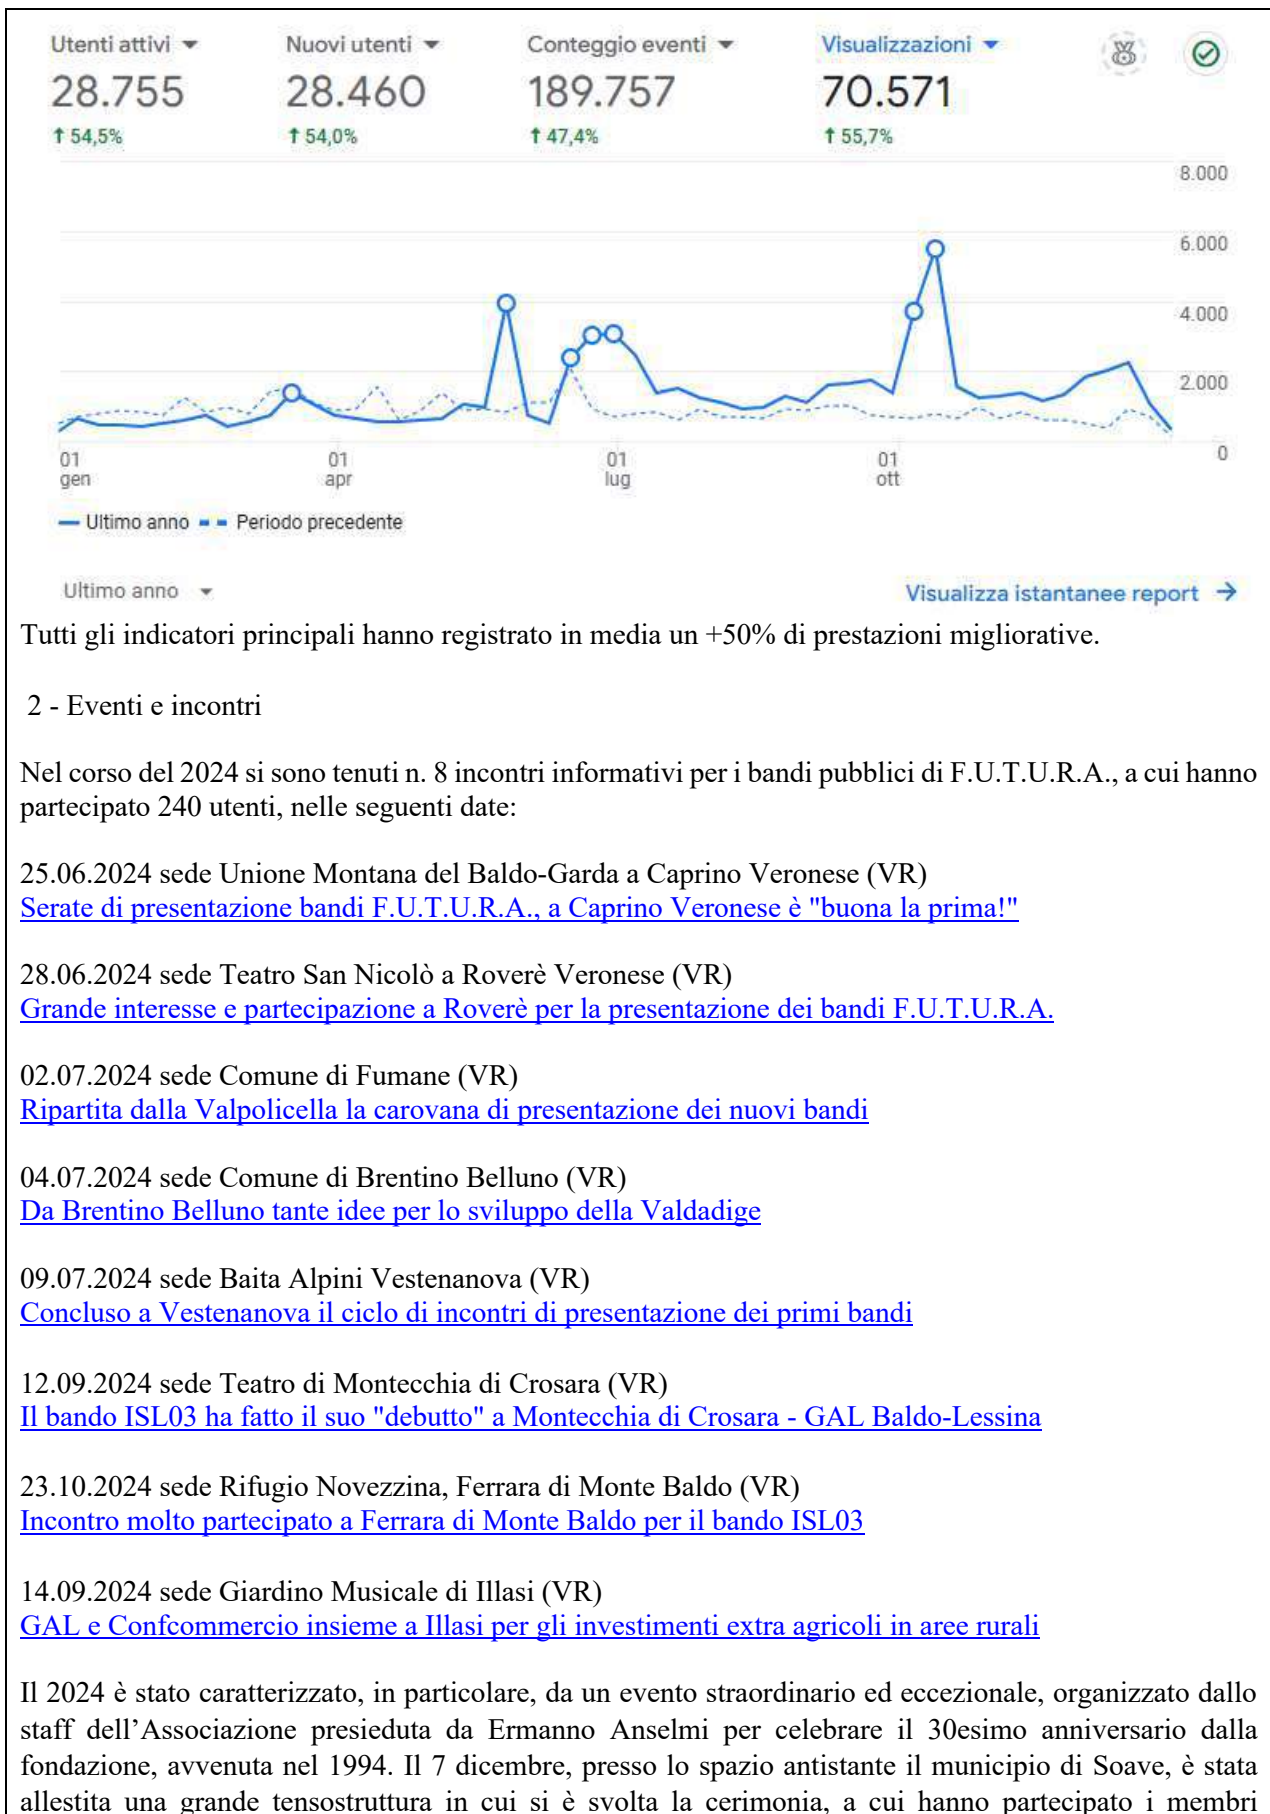 Utenti attivi
Nuovi utenti
Conteggio eventi
Visualizzazioni
28.755
28.460
189.757
70.571
54,5%
54,0%
47,4%
55,7%
8.000
6.000
4.000
2.000
0
01
gen
01
apr
01
lug
01
ott
Ultimo anno
Periodo precedente
Ultimo anno
Visualizza istantanee report
Tutti gli indicatori principali hanno registrato in media un +50% di prestazioni migliorative.
2 - Eventi e incontri
Nel corso del 2024 si sono tenuti n. 8 incontri informativi per i bandi pubblici di F.U.T.U.R.A., a cui hanno
partecipato 240 utenti, nelle seguenti date:
25.06.2024 sede Unione Montana del Baldo-Garda a Caprino Veronese (VR)
Serate di presentazione bandi F.U.T.U.R.A., a Caprino Veronese è "buona la prima!"
28.06.2024 sede Teatro San Nicolò a Roverè Veronese (VR)
Grande interesse e partecipazione a Roverè per la presentazione dei bandi F.U.T.U.R.A.
02.07.2024 sede Comune di Fumane (VR)
Ripartita dalla Valpolicella la carovana di presentazione dei nuovi bandi
04.07.2024 sede Comune di Brentino Belluno (VR)
Da Brentino Belluno tante idee per lo sviluppo della Valdadige
09.07.2024 sede Baita Alpini Vestenanova (VR)
Concluso a Vestenanova il ciclo di incontri di presentazione dei primi bandi
12.09.2024 sede Teatro di Montecchia di Crosara (VR)
Il bando ISL03 ha fatto il suo "debutto" a Montecchia di Crosara - GAL Baldo-Lessina
23.10.2024 sede Rifugio Novezzina, Ferrara di Monte Baldo (VR)
Incontro molto partecipato a Ferrara di Monte Baldo per il bando ISL03
14.09.2024 sede Giardino Musicale di Illasi (VR)
GAL e Confcommercio insieme a Illasi per gli investimenti extra agricoli in aree rurali
Il 2024 è stato caratterizzato, in particolare, da un evento straordinario ed eccezionale, organizzato dallo
staff dell’Associazione presieduta da Ermanno Anselmi per celebrare il 30esimo anniversario dalla
fondazione, avvenuta nel 1994. Il 7 dicembre, presso lo spazio antistante il municipio di Soave, è stata
allestita una grande tensostruttura in cui si è svolta la cerimonia, a cui hanno partecipato i membri